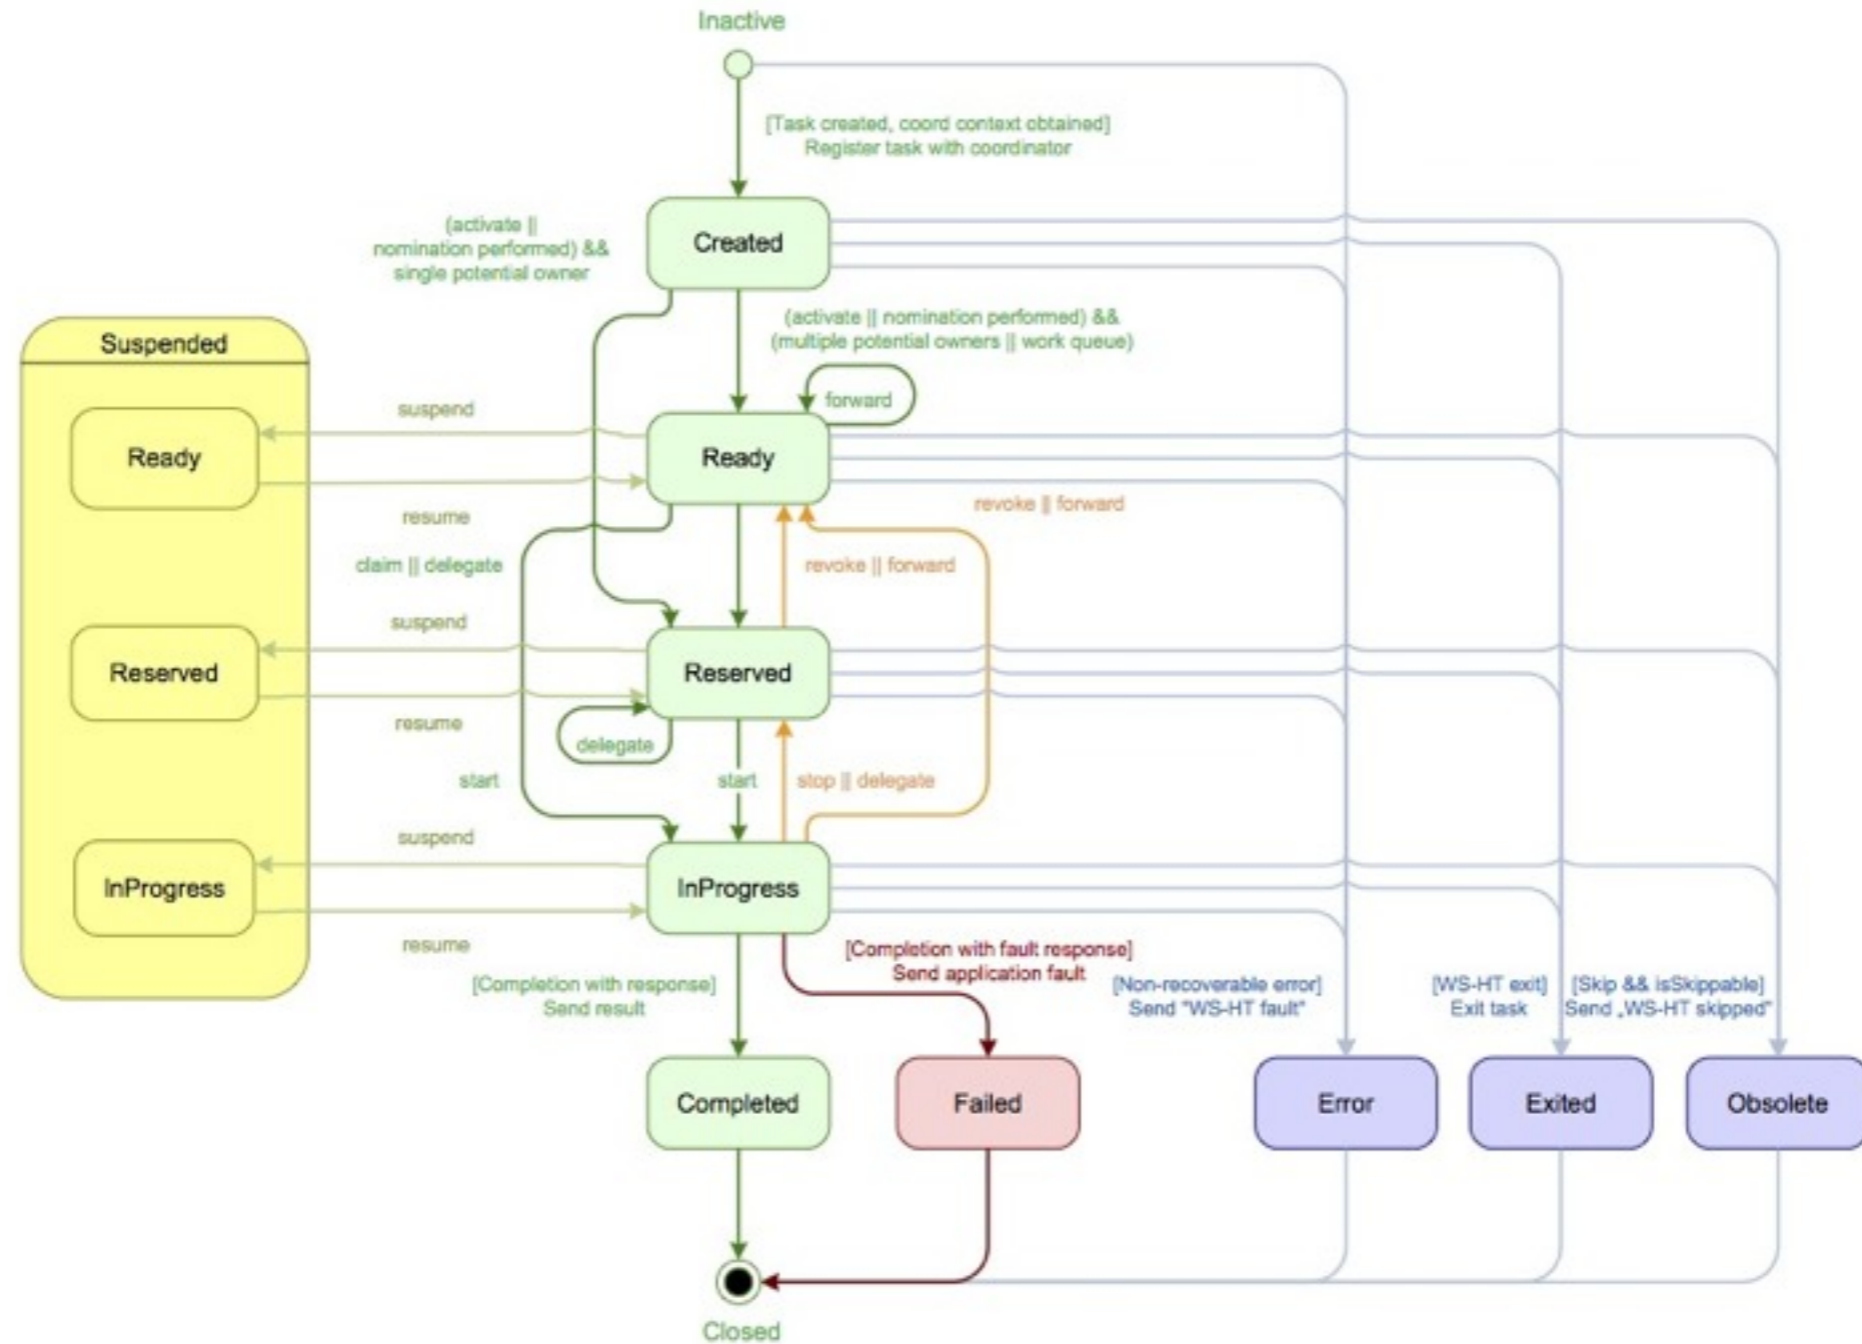 Inactive
[Task created, coord context obtained]
Register task with coordinator
(activate ||
nomination performed) &&
single potential owner
Created
(activate || nomination performed) &&
(multiple potential owners || work queue)
Suspended
forward
suspend
Ready
Ready
resume
revoke || forward
claim || delegate
revoke || forward
suspend
Reserved
Reserved
resume
delegate
start
start
stop || delegate
suspend
InProgress
InProgress
resume
[Completion with response]
Send result
[Completion with fault response]
Send application fault
[Non-recoverable error]
Send "WS-HT fault"
[WS-HT exit]
Exit task
[Skip && isSkippable]
Send „WS-HT skipped"
Completed
Failed
Error
Exited
Obsolete
Closed